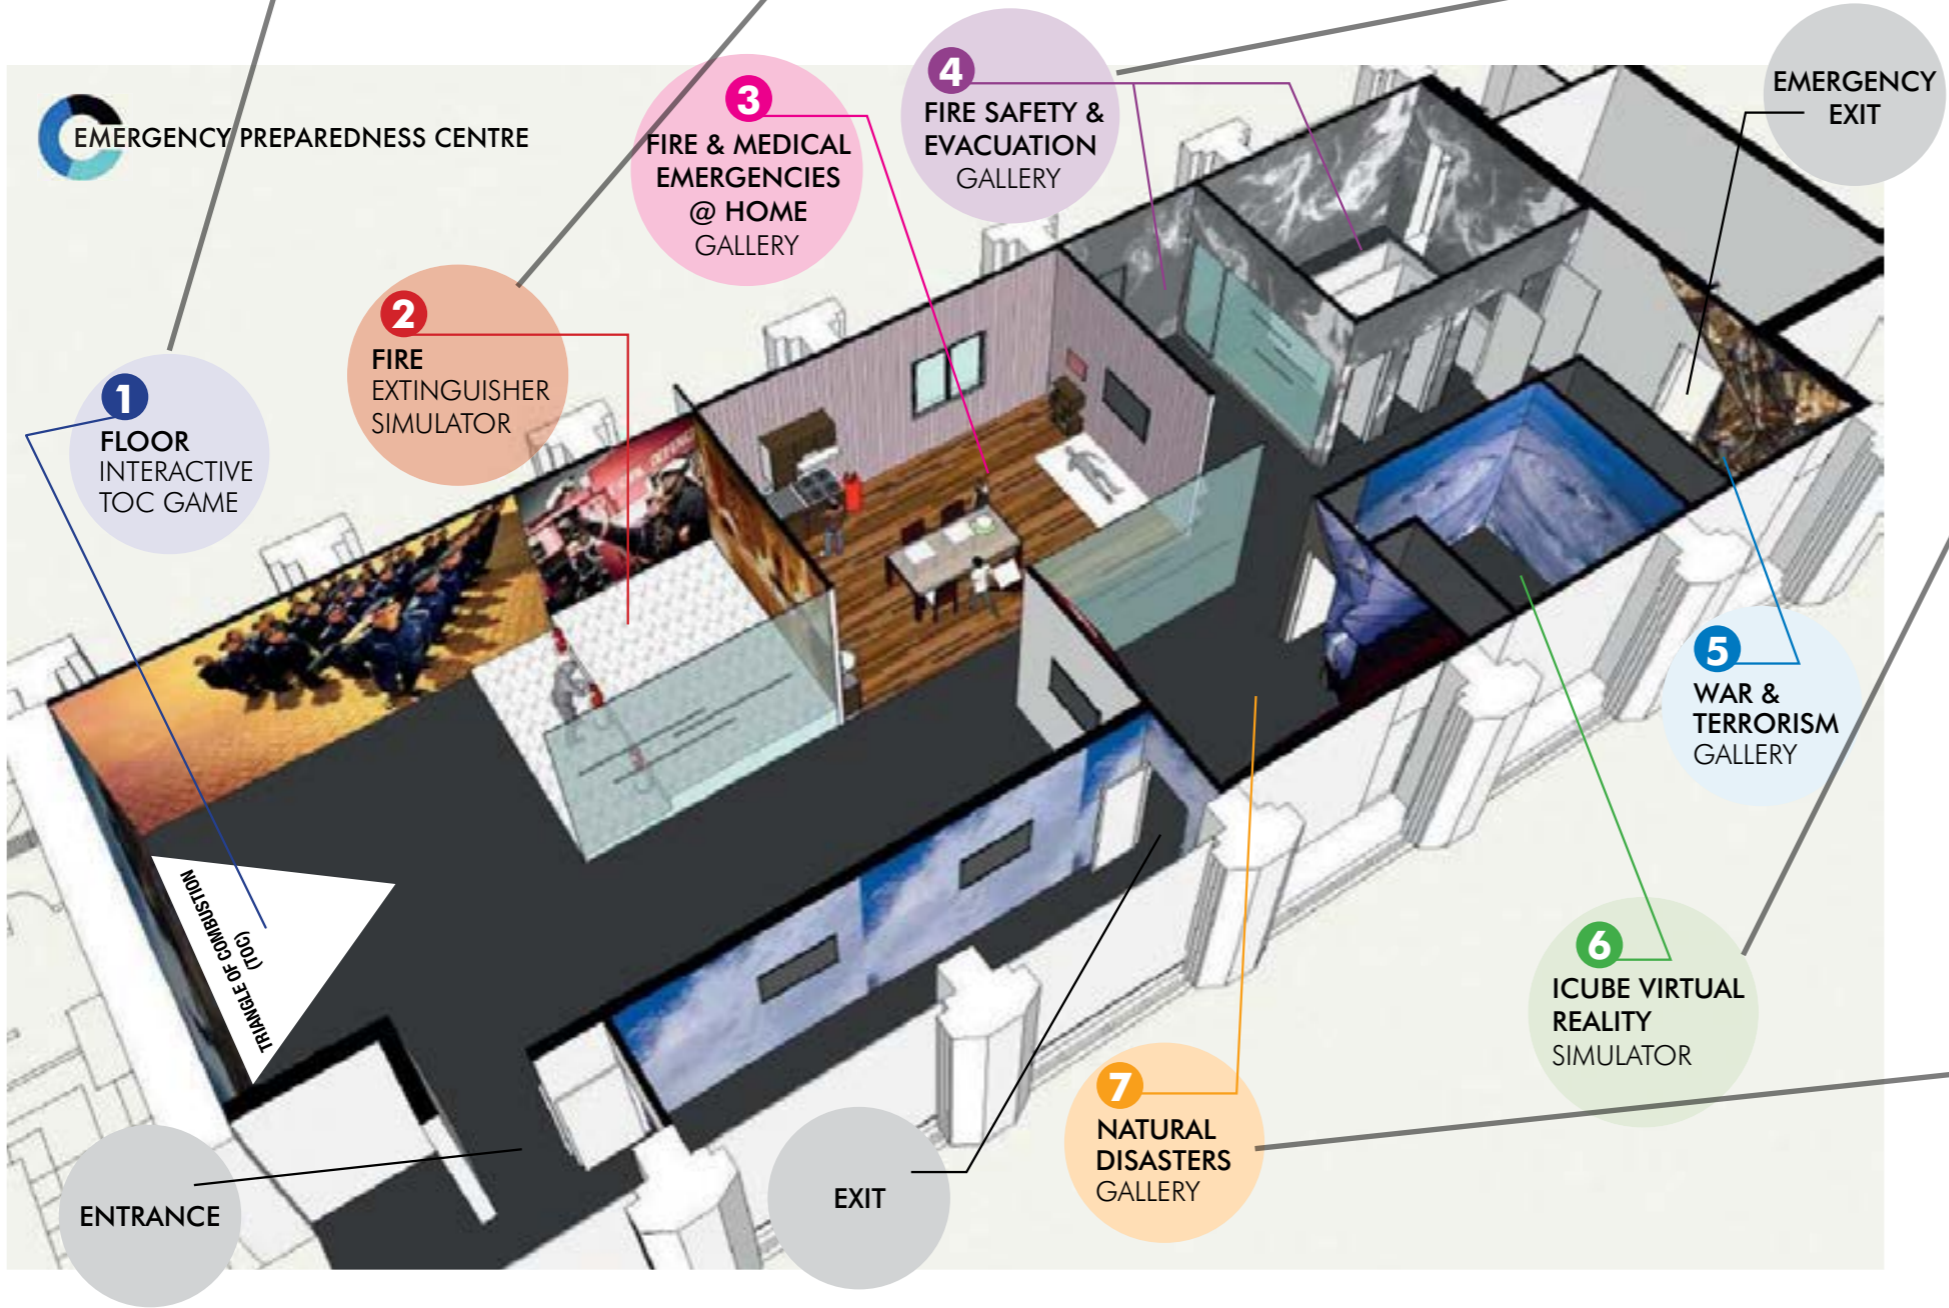 EMERGENCY PREPAREDNESS CENTRE
1
FLOOR
INTERACTIVE
TOC GAME
2
FIRE
EXTINGUISHER
SIMULATOR
3
FIRE & MEDICAL
EMERGENCIES
@ HOME
GALLERY
4
FIRE SAFETY &
EVACUATION
GALLERY
EMERGENCY
EXIT
5
WAR &
TERRORISM
GALLERY
6
ICUBE VIRTUAL
REALITY
SIMULATOR
7
NATURAL
DISASTERS
GALLERY
EXIT
ENTRANCE
TRIANGLE OF COMBUSTION
(TOC)